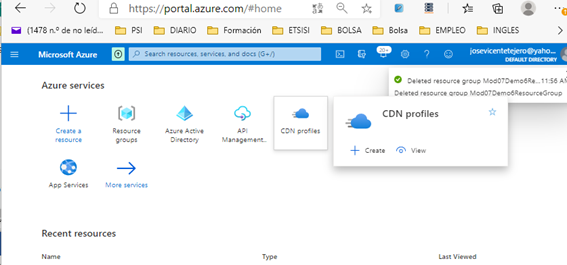 https://portal.azure.com/#home
(1478 n.º de no leíd... PSI DIARIO Formación ETSISI BOLSA Bolsa EMPLEO INGLES
Microsoft Azure Search resources, services, and docs (G+/) 20+ josevicentetejero@yaho...
DEFAULT DIRECTORY
Deleted resource group Mod07Demo6Re... 11:56 A
Deleted resource group Mod07Demo6ResourceGroup
Azure services
Create a
resource
Resource
groups
Azure Active
Directory
API
Management...
CDN profiles
CDN profiles
Create View
App Services
More services
Recent resources
Name Type Last Viewed